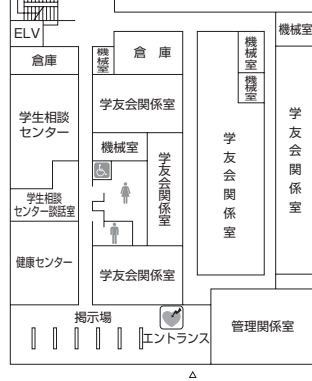 ELV
倉庫
機械室
倉庫
機械室
機械室
機械室
学友会関係室
学生相談
センター
機械室
学友会関係室
学友会関係室
学友会関係室
学生相談
センター談話室
健康センター
学友会関係室
掲示場
エントランス
管理関係室